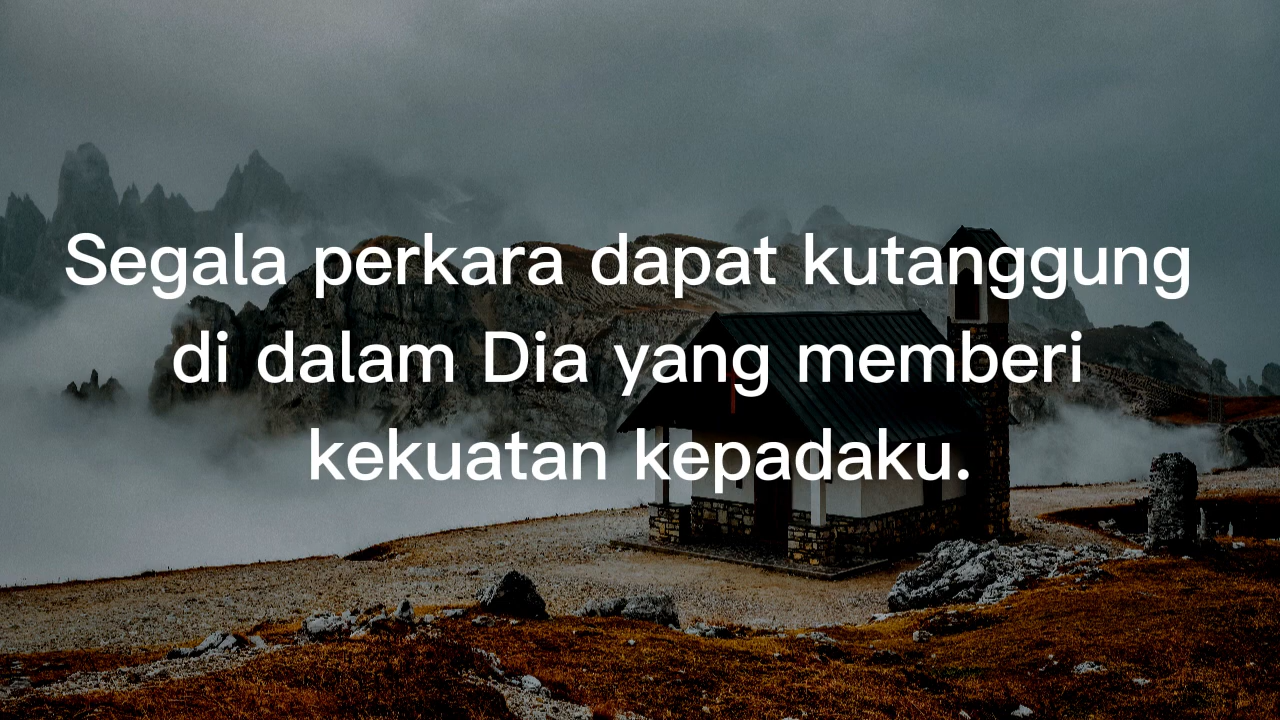 Segala perkara dapat kutanggung
di dalam Dia yang memberi
kekuatan kepadaku.